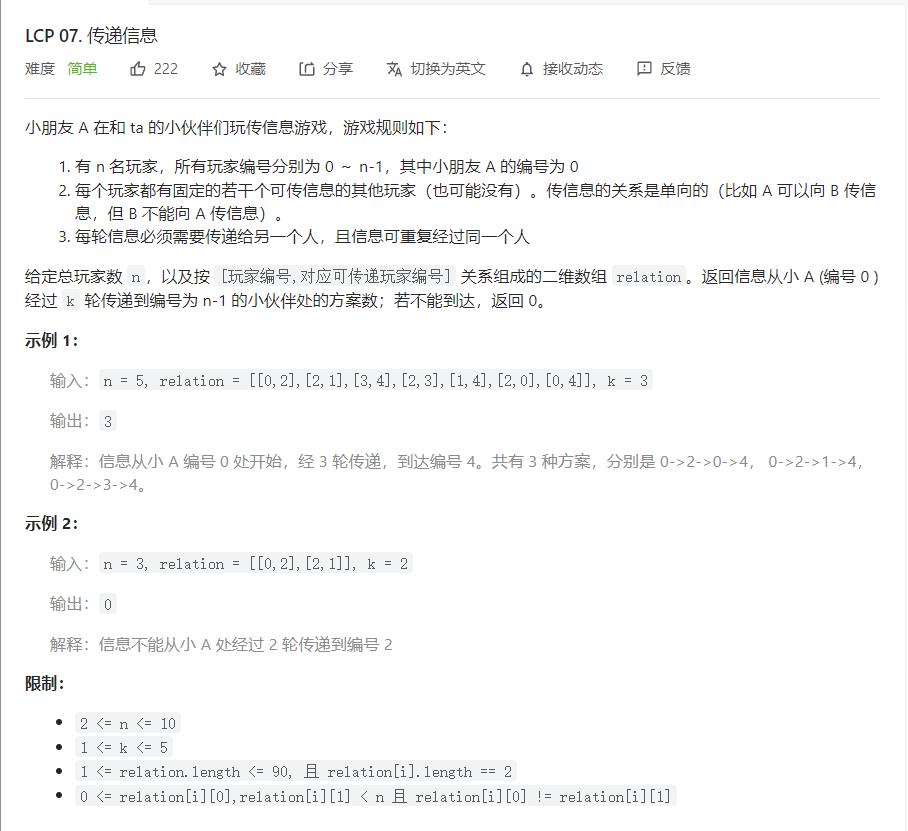 LCP 07. 传递信息
难度 简单 222 收藏 分享 切换为英文 接收动态 反馈
小朋友 A 在和 ta 的小伙伴们玩传信息游戏，游戏规则如下：
1. 有 n 名玩家，所有玩家编号分别为 0 ～ n-1，其中小朋友 A 的编号为 0
2. 每个玩家都有固定的若干个可传信息的其他玩家（也可能没有）。传信息的关系是单向的（比如 A 可以向 B 传信
息，但 B 不能向 A 传信息）。
3. 每轮信息必须需要传递给另一个人，且信息可重复经过同一个人
给定总玩家数 n，以及按 [玩家编号,对应可传递玩家编号] 关系组成的二维数组 relation。返回信息从小 A (编号 0 )
经过 k 轮传递到编号为 n-1 的小伙伴处的方案数；若不能到达，返回 0。
示例 1：
输入：n = 5, relation = [[0,2],[2,1],[3,4],[2,3],[1,4],[2,0],[0,4]], k = 3
输出：3
解释：信息从小 A 编号 0 处开始，经 3 轮传递，到达编号 4。共有 3 种方案，分别是 0->2->0->4， 0->2->1->4，
0->2->3->4。
示例 2：
输入：n = 3, relation = [[0,2],[2,1]], k = 2
输出：0
解释：信息不能从小 A 处经过 2 轮传递到编号 2
限制：
• 2 <= n <= 10
• 1 <= k <= 5
• 1 <= relation.length <= 90, 且 relation[i].length == 2
• 0 <= relation[i][0],relation[i][1] < n 且 relation[i][0] != relation[i][1]